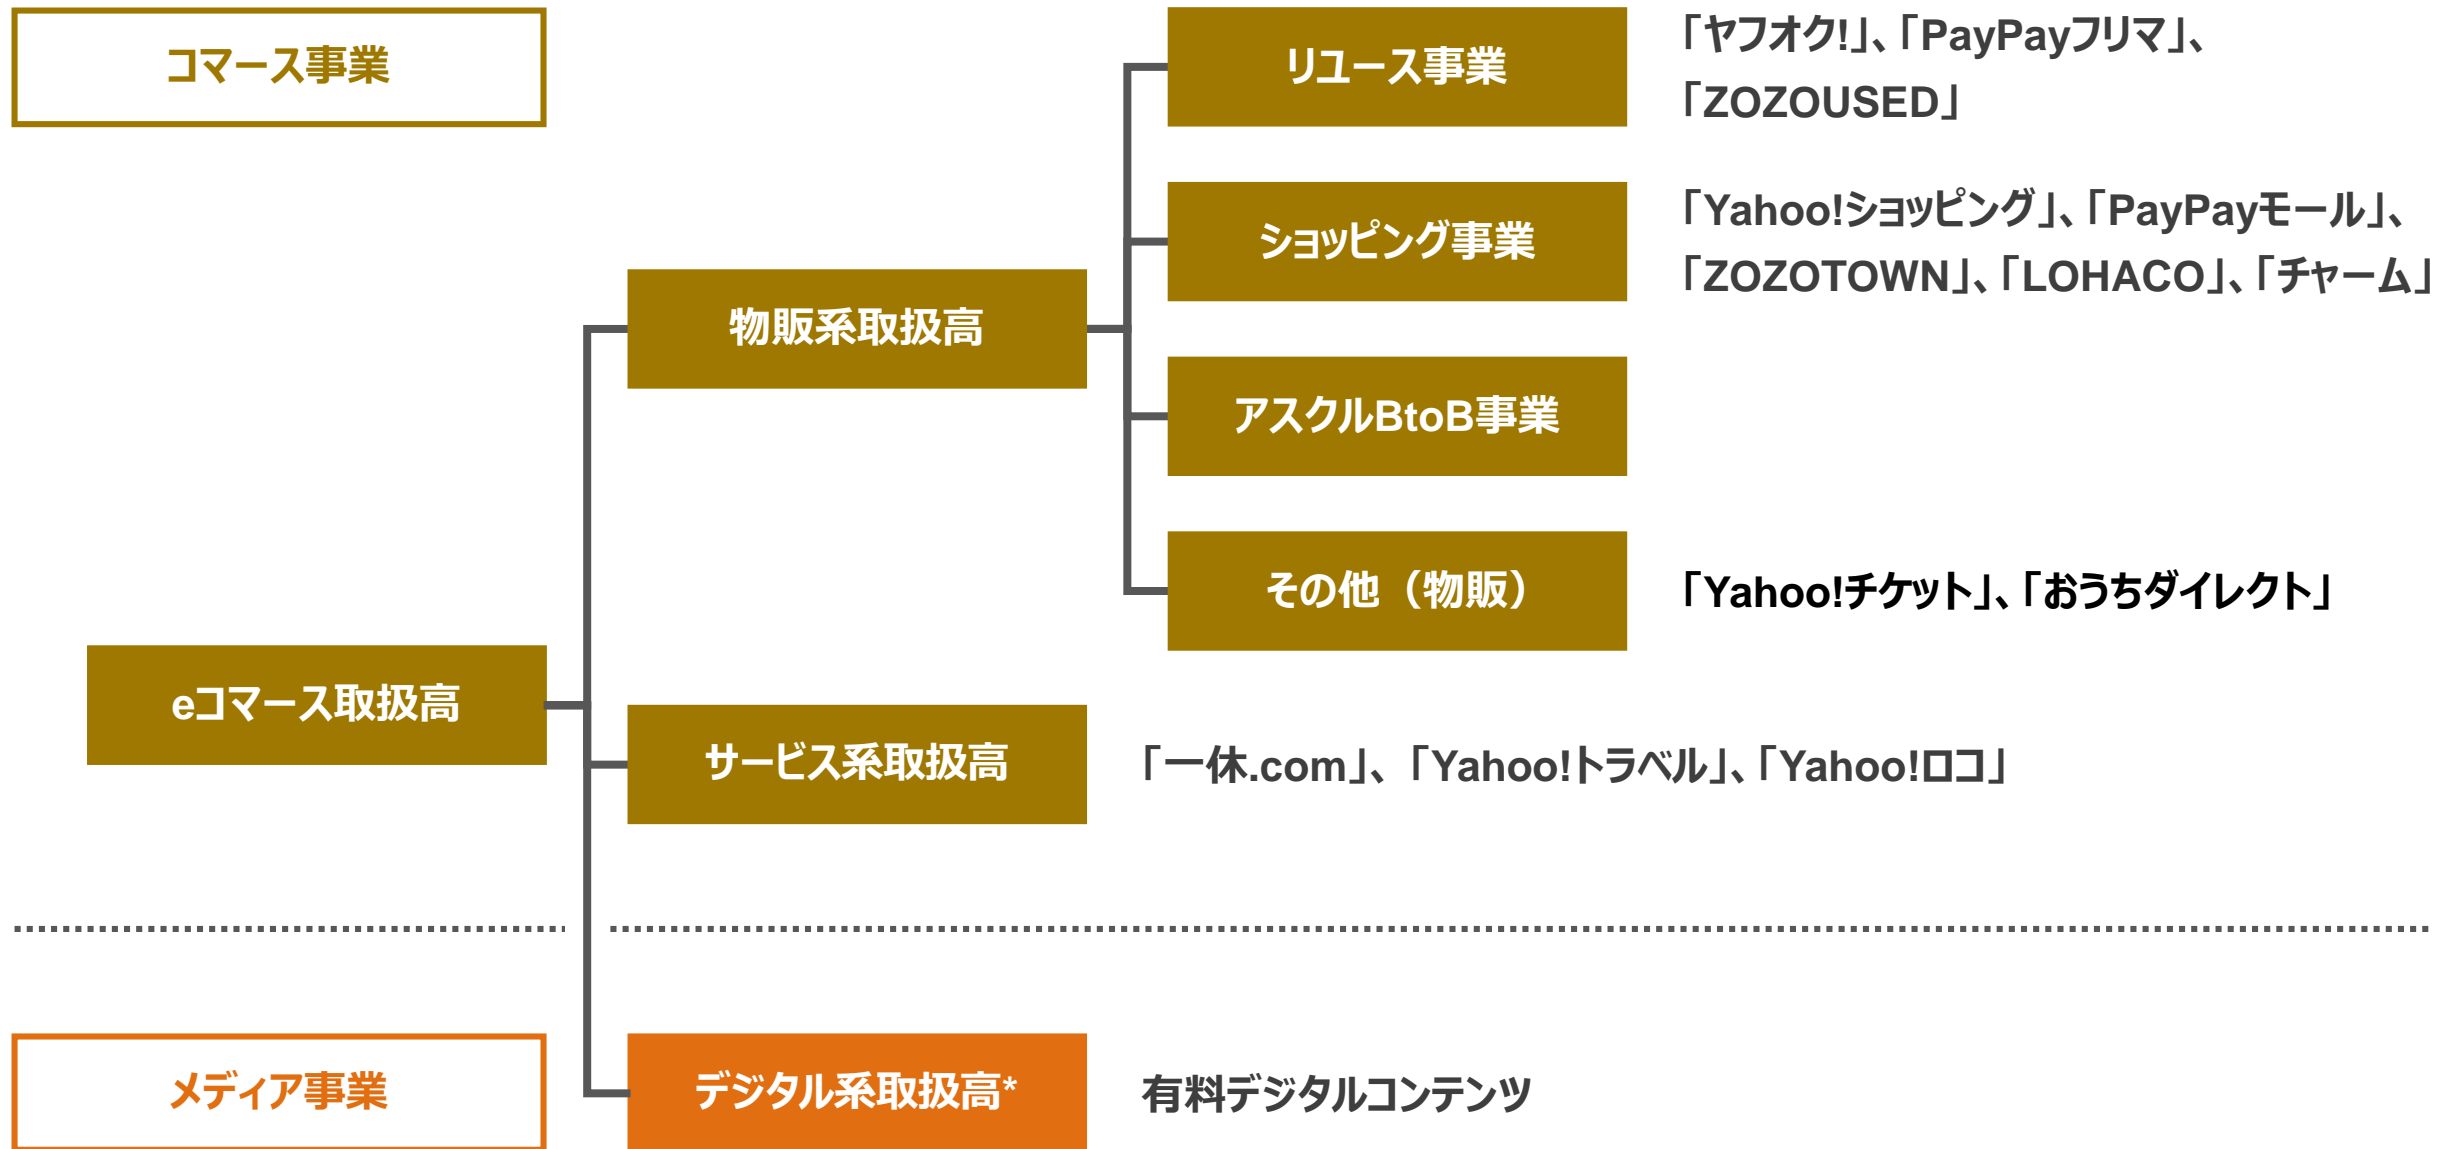 コマース事業
リユース事業
「ヤフオク!」、「PayPayフリマ」、
「ZOZOUSED」
ショッピング事業
「Yahoo!ショッピング」、「PayPayモール」、
「ZOZOTOWN」、「LOHACO」、「チャーム」
物販系取扱高
アスクルBtoB事業
その他（物販）
「Yahoo!チケット」、「おうちダイレクト」
eコマース取扱高
サービス系取扱高
「一休.com」、「Yahoo!トラベル」、「Yahoo!ロコ」
メディア事業
デジタル系取扱高*
有料デジタルコンテンツ